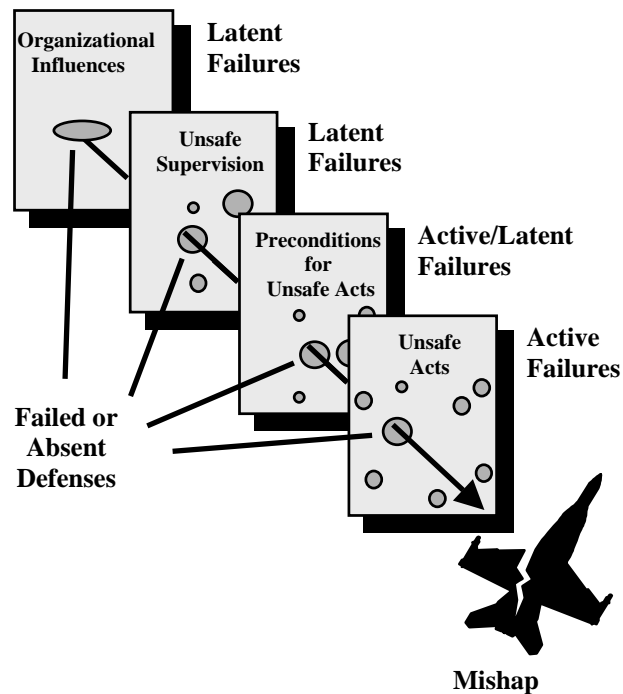 Organizational
Influences
Latent
Failures
Unsafe
Supervision
Latent
Failures
Preconditions
for
Unsafe Acts
Active/Latent
Failures
Unsafe
Acts
Active
Failures
Failed or
Absent
Defenses
Mishap